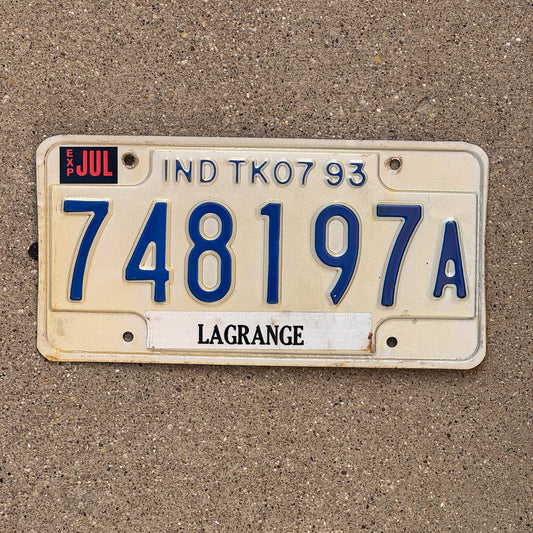 EXP JUL
IND TK07 93
748197A
LAGRANGE